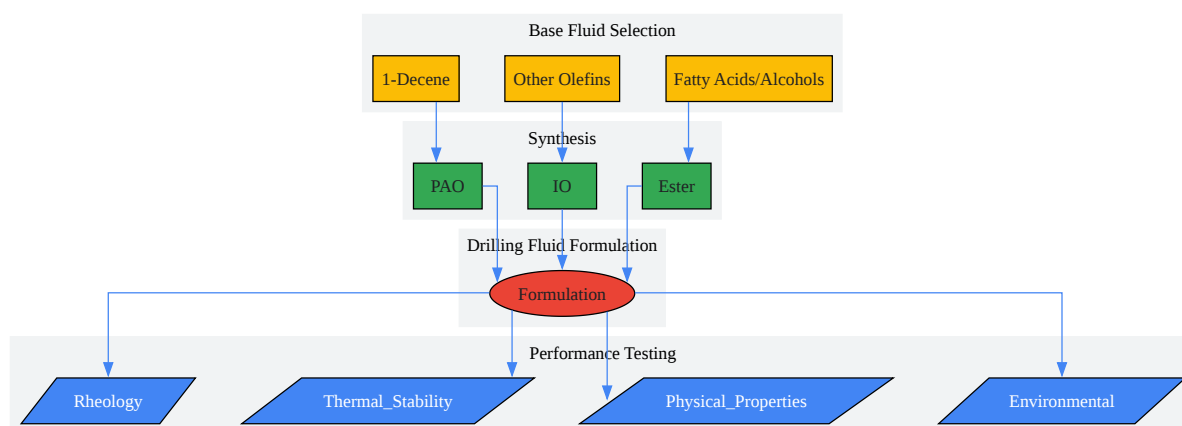 Base Fluid Selection
1-Decene
Other Olefins
Fatty Acids/Alcohols
Synthesis
PAO
IO
Ester
Drilling Fluid Formulation
Formulation
Performance Testing
Rheology
Thermal_Stability
Physical_Properties
Environmental